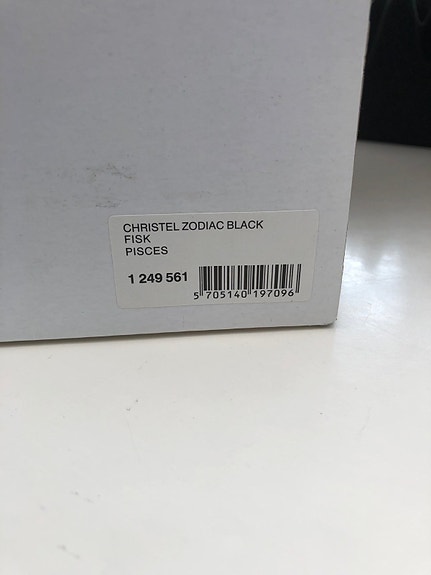 CHRISTEL ZODIAC BLACK
FISK
PISCES
1 249 561
5 705140 197096